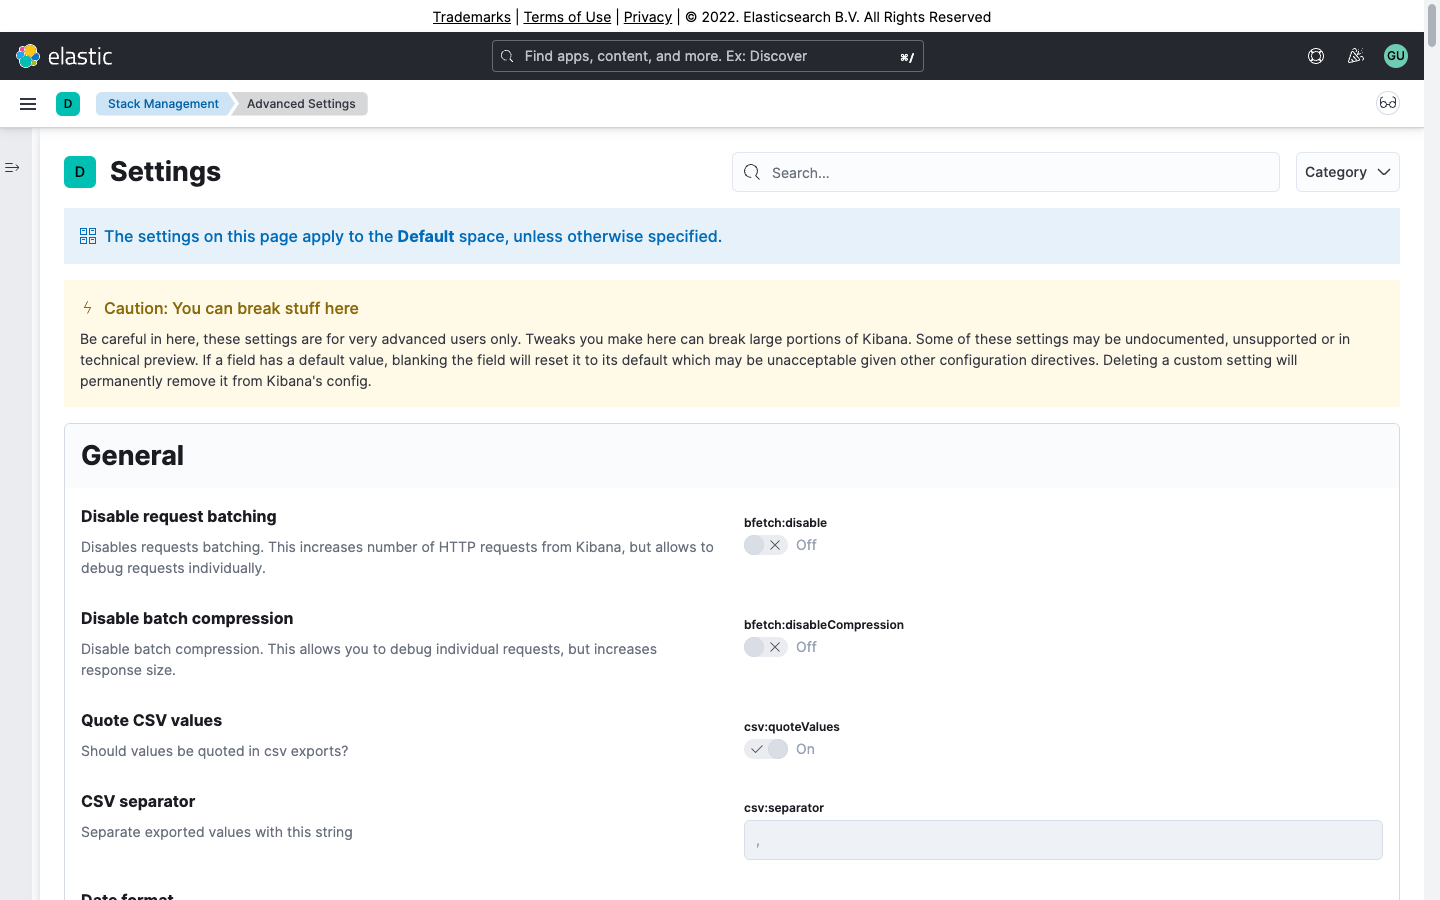 Trademarks | Terms of Use | Privacy | © 2022. Elasticsearch B.V. All Rights Reserved
elastic
Find apps, content, and more. Ex: Discover
⌘/
GU
D
Stack Management
Advanced Settings
D
Settings
Search...
Category
The settings on this page apply to the Default space, unless otherwise specified.
Caution: You can break stuff here
Be careful in here, these settings are for very advanced users only. Tweaks you make here can break large portions of Kibana. Some of these settings may be undocumented, unsupported or in
technical preview. If a field has a default value, blanking the field will reset it to its default which may be unacceptable given other configuration directives. Deleting a custom setting will
permanently remove it from Kibana's config.
General
Disable request batching
Disables requests batching. This increases number of HTTP requests from Kibana, but allows to
debug requests individually.
bfetch:disable
Off
Disable batch compression
Disable batch compression. This allows you to debug individual requests, but increases
response size.
bfetch:disableCompression
Off
Quote CSV values
Should values be quoted in csv exports?
csv:quoteValues
On
CSV separator
Separate exported values with this string
csv:separator
,
Date format